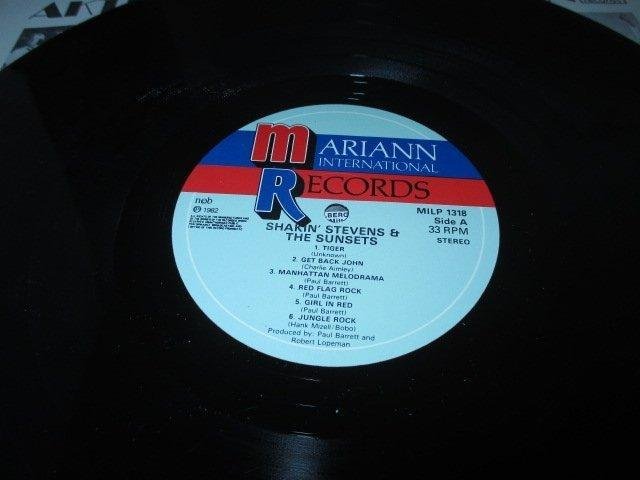 MARIANN
INTERNATIONAL
RECORDS
ncb
℗ 1982
MILP 1318
Side A
33 RPM
STEREO
SHAKIN' STEVENS &
THE SUNSETS
1. TIGER
(Unknown)
2. GET BACK JOHN
(Charlie Aimley)
3. MANHATTAN MELODRAMA
(Paul Barrett)
4. RED FLAG ROCK
(Paul Barrett)
5. GIRL IN RED
(Paul Barrett)
6. JUNGLE ROCK
(Hank Mizell/Bobo)
Produced by: Paul Barrett and
Robert Lopeman